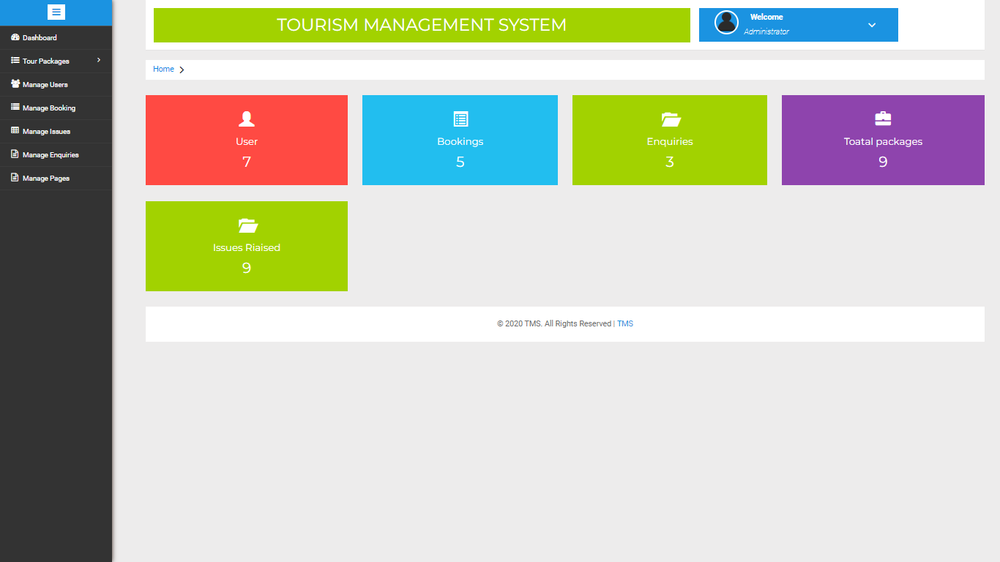 TOURISM MANAGEMENT SYSTEM
Welcome
Administrator
Dashboard
Tour Packages
Manage Users
Manage Booking
Manage Issues
Manage Enquiries
Manage Pages
Home
User
7
Bookings
5
Enquiries
3
Toatal packages
9
Issues Riaised
9
© 2020 TMS. All Rights Reserved | TMS